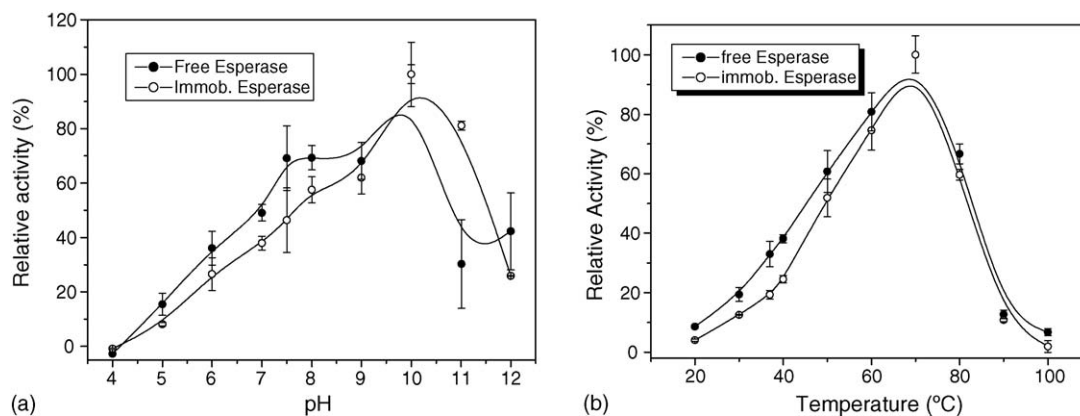 120
100
80
60
40
20
0
Relative activity (%)
Free Esperase
Immob. Esperase
4 5 6 7 8 9 10 11 12
pH
(a)
100
80
60
40
20
0
Relative Activity (%)
free Esperase
immob. Esperase
20 40 60 80 100
Temperature (ºC)
(b)